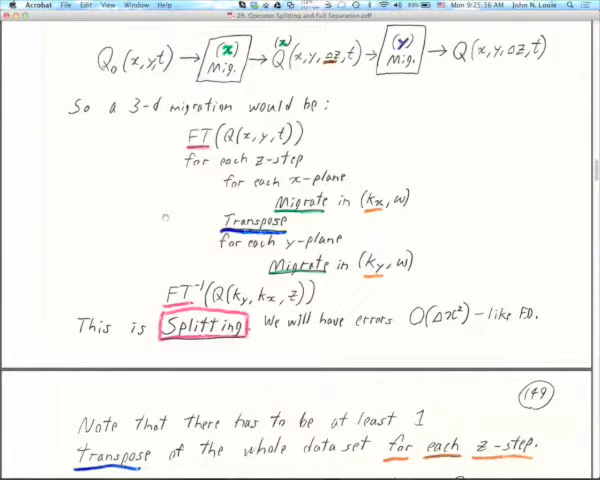 Acrobat File Edit View Window Help
89% Mon 9:25:36 AM John N. Louie
29. Operator Splitting and Full Separation.pdf
Q₀(x,y,t) → (x) Mig. → Q^(x)(x,y,Δz,t) → (y) Mig. → Q(x,y,Δz,t)
So a 3-d migration would be:
FT(Q(x,y,t))
for each z-step
for each x-plane
Migrate in (kx,ω)
Transpose
for each y-plane
Migrate in (ky,ω)
FT⁻¹(Q(ky,kx,z))
This is Splitting. We will have errors O(Δx²)-like F.D.
149
Note that there has to be at least 1
transpose of the whole data set for each z-step.